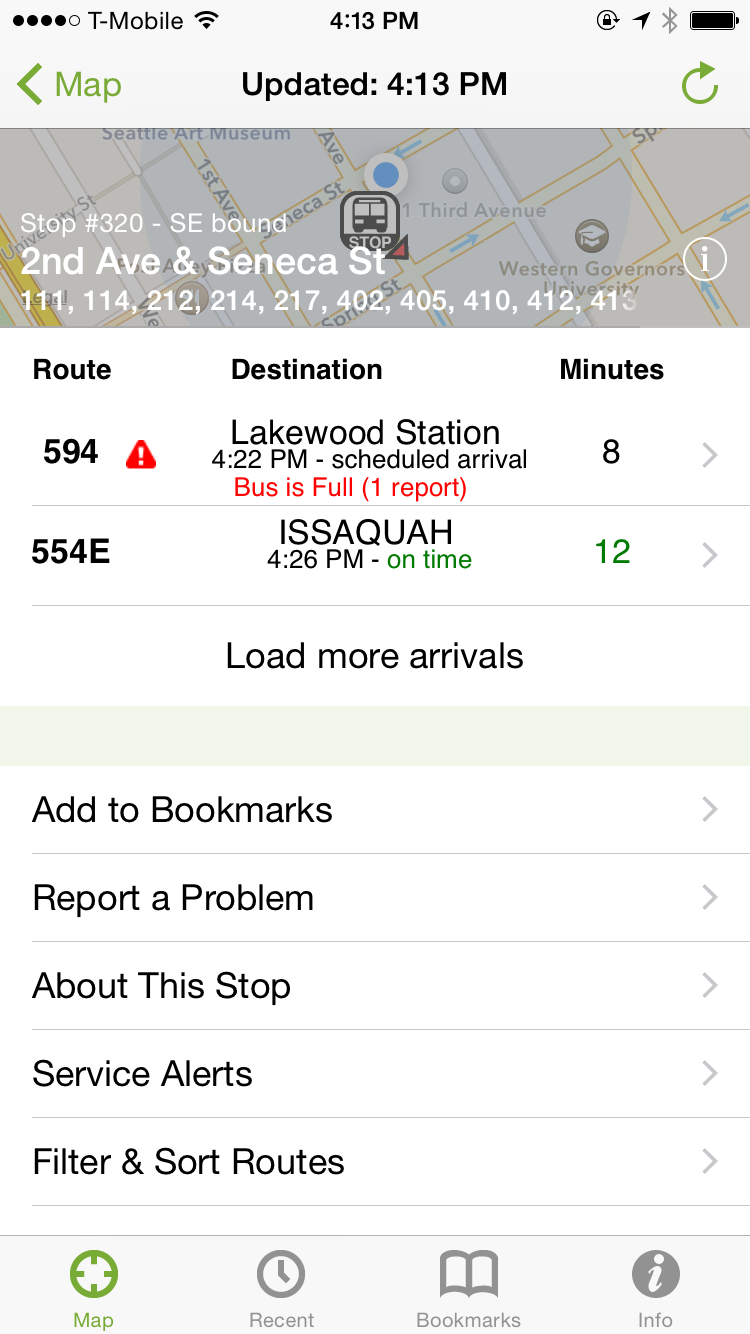 T-Mobile 4:13 PM
Map Updated: 4:13 PM
Seattle Art Museum
Ave
1st Ave
Seneca St
University St
1 Third Avenue
Stop #320 - SE bound
STOP
2nd Ave & Seneca St
Western Governors
University
Legal
Spring St
111, 114, 212, 214, 217, 402, 405, 410, 412, 413
Route Destination Minutes
594 Lakewood Station 8
4:22 PM - scheduled arrival
Bus is Full (1 report)
554E ISSAQUAH 12
4:26 PM - on time
Load more arrivals
Add to Bookmarks
Report a Problem
About This Stop
Service Alerts
Filter & Sort Routes
Map Recent Bookmarks Info